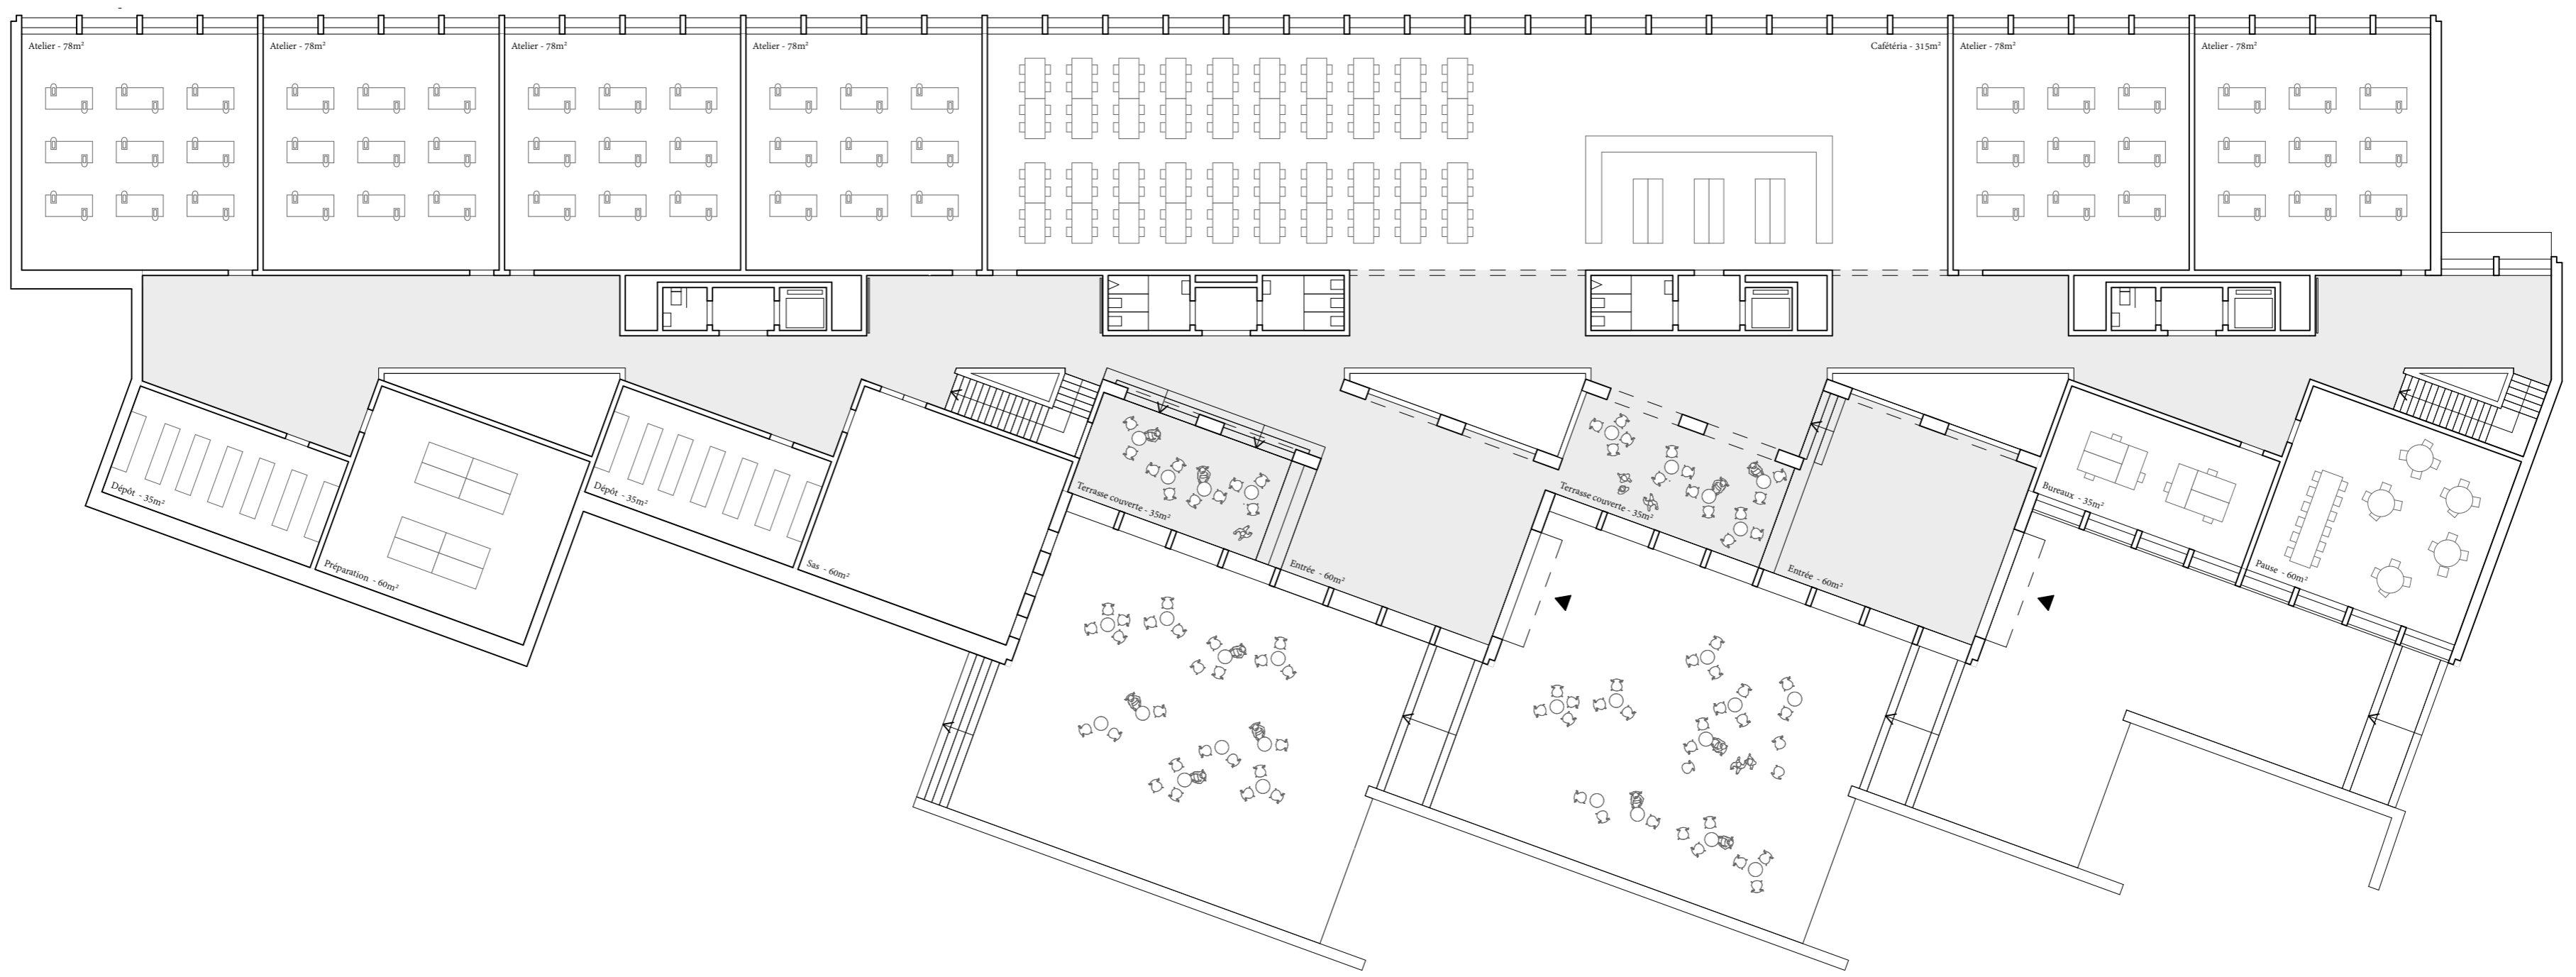 Atelier - 78m²
Atelier - 78m²
Atelier - 78m²
Atelier - 78m²
Cafétéria - 315m²
Atelier - 78m²
Atelier - 78m²
Dépôt - 35m²
Préparation - 60m²
Dépôt - 35m²
Sas - 60m²
Terrasse couverte - 35m²
Entrée - 60m²
Terrasse couverte - 35m²
Entrée - 60m²
Bureaux - 35m²
Pause - 60m²